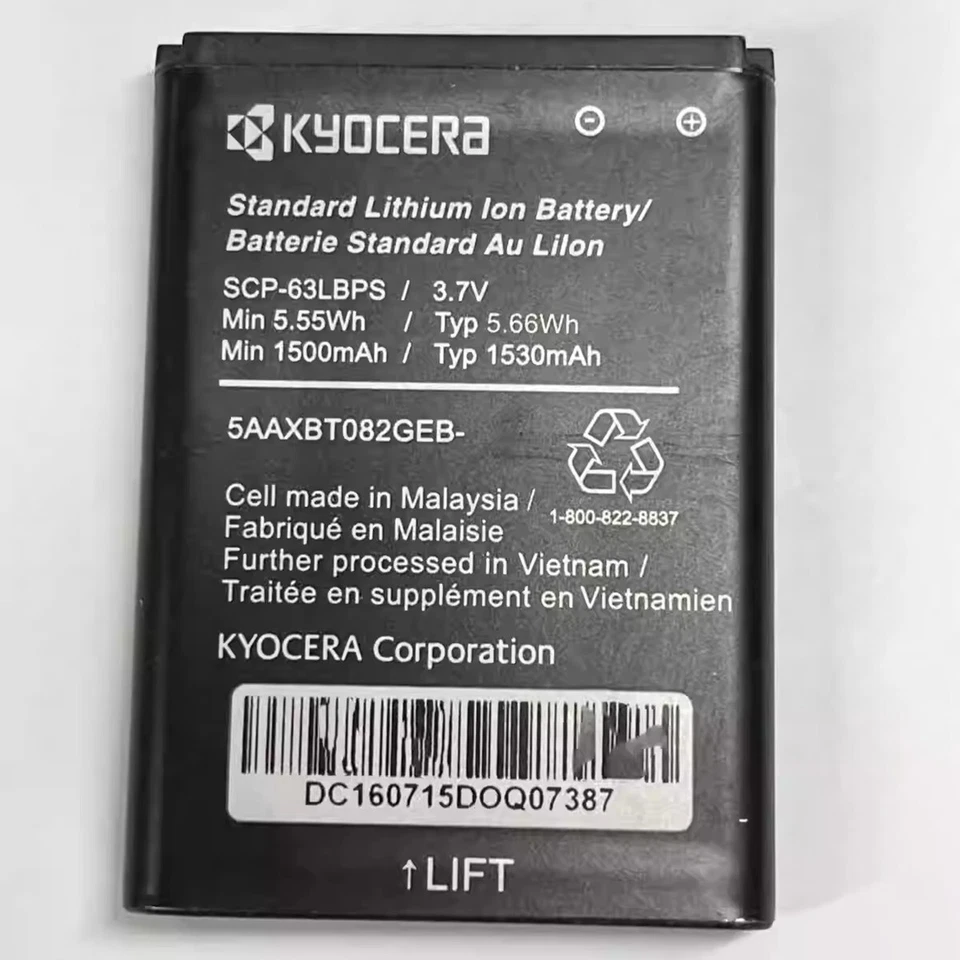 KYOCERA
Standard Lithium Ion Battery/
Batterie Standard Au LiIon
SCP-63LBPS / 3.7V
Min 5.55Wh / Typ 5.66Wh
Min 1500mAh / Typ 1530mAh
5AAXBT082GEB-
1-800-822-8837
Cell made in Malaysia /
Fabriqué en Malaisie
Further processed in Vietnam /
Traitée en supplément en Vietnamien
KYOCERA Corporation
DC160715DOQ07387
↑LIFT